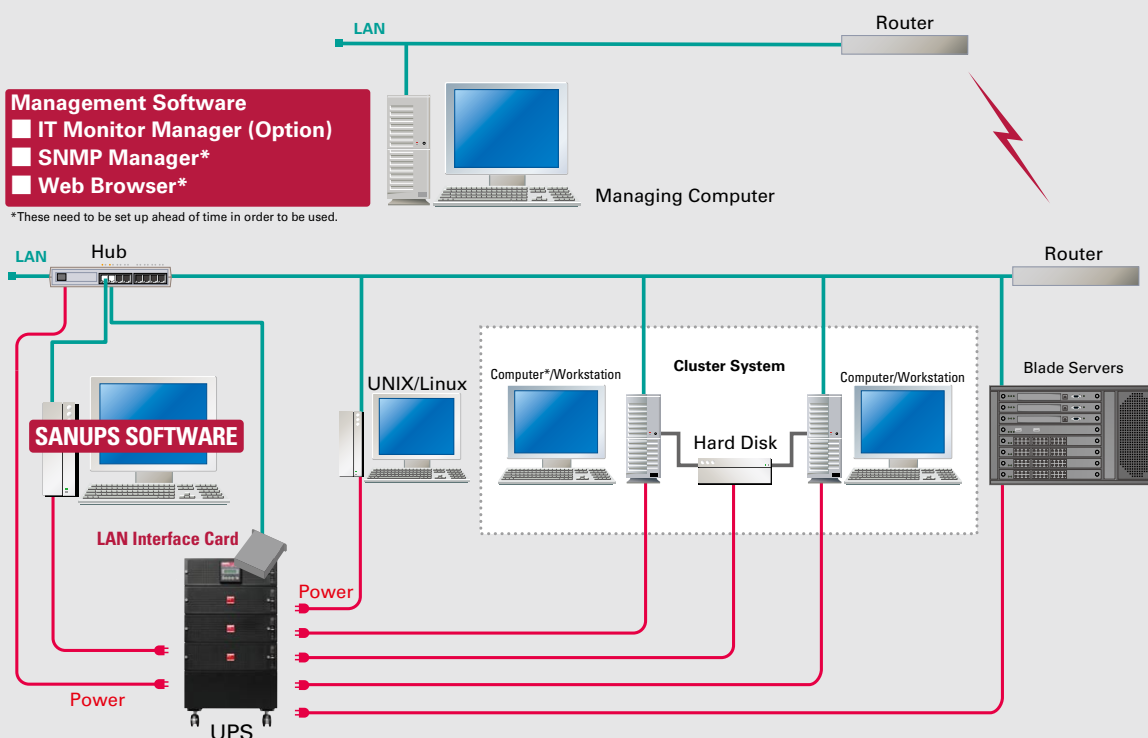 LAN
Router
Management Software
IT Monitor Manager (Option)
SNMP Manager*
Web Browser*
*These need to be set up ahead of time in order to be used.
Managing Computer
LAN
Hub
Router
UNIX/Linux
Computer*/Workstation
Cluster System
Computer/Workstation
Blade Servers
SANUPS SOFTWARE
Hard Disk
LAN Interface Card
Power
Power
UPS